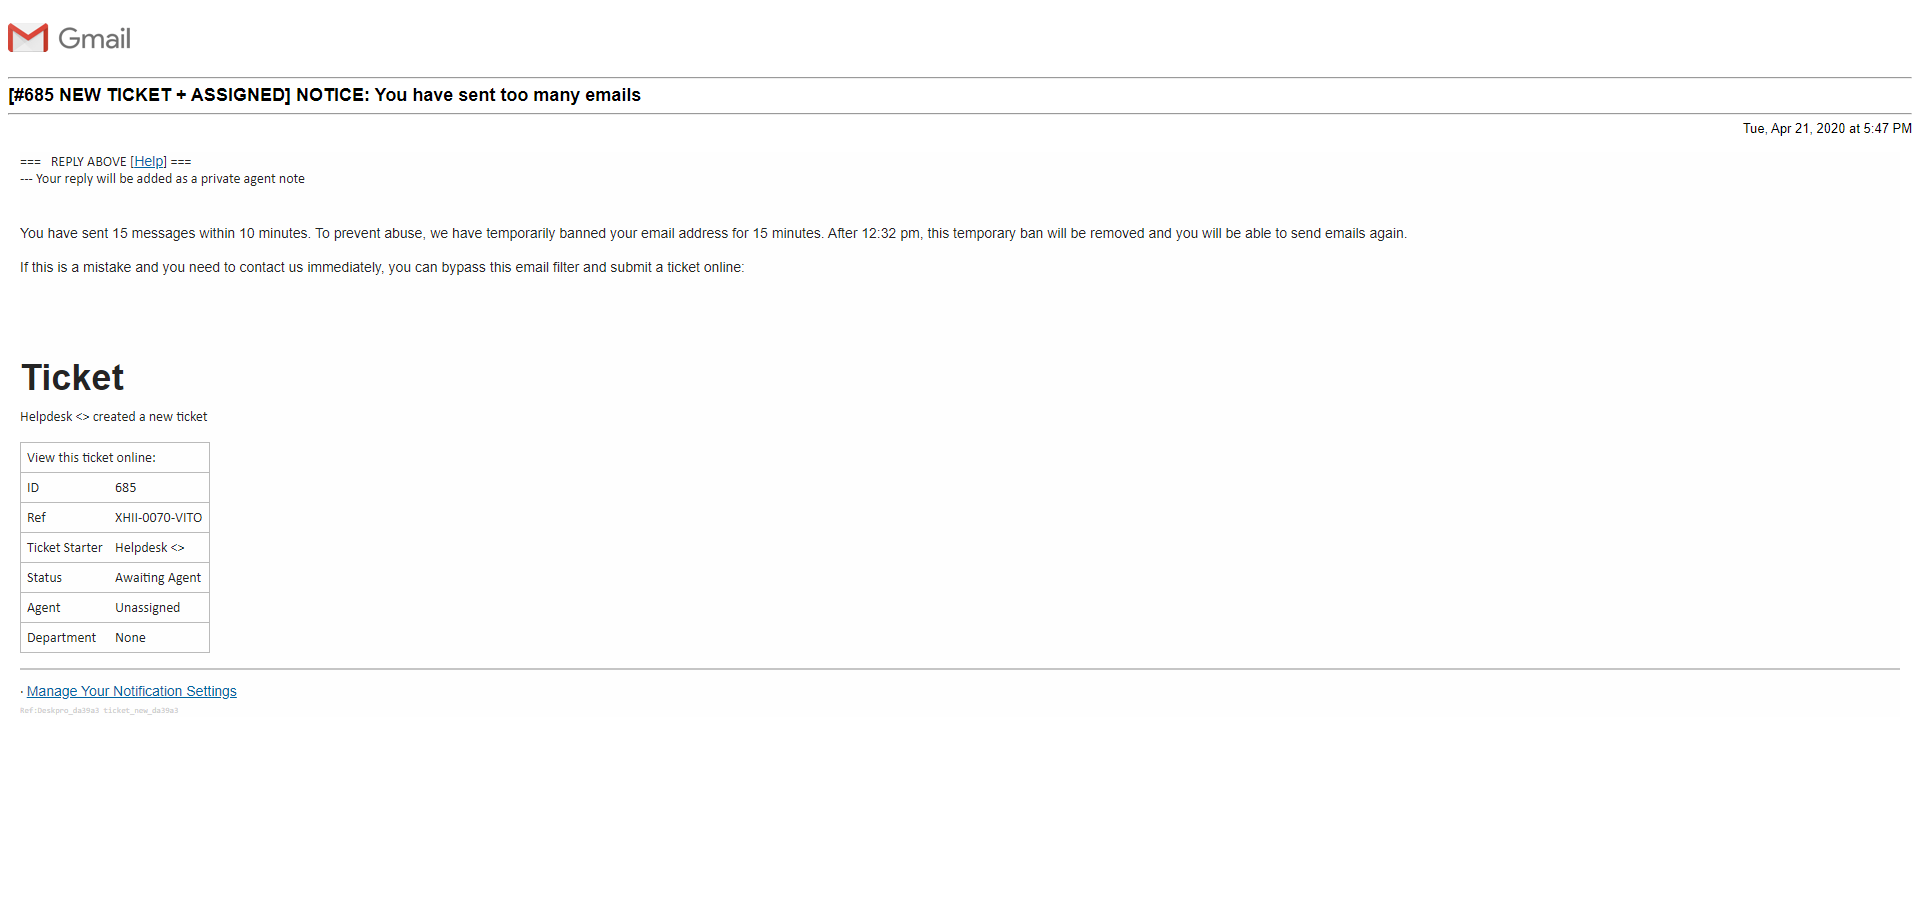 Gmail
[#685 NEW TICKET + ASSIGNED] NOTICE: You have sent too many emails
Tue, Apr 21, 2020 at 5:47 PM
=== REPLY ABOVE [Help] ===
--- Your reply will be added as a private agent note
You have sent 15 messages within 10 minutes. To prevent abuse, we have temporarily banned your email address for 15 minutes. After 12:32 pm, this temporary ban will be removed and you will be able to send emails again.
If this is a mistake and you need to contact us immediately, you can bypass this email filter and submit a ticket online:
Ticket
Helpdesk <> created a new ticket
View this ticket online:
ID 685
Ref XHII-0070-VITO
Ticket Starter Helpdesk <>
Status Awaiting Agent
Agent Unassigned
Department None
· Manage Your Notification Settings
Ref:Deskpro_da39a3 ticket_new_da39a3